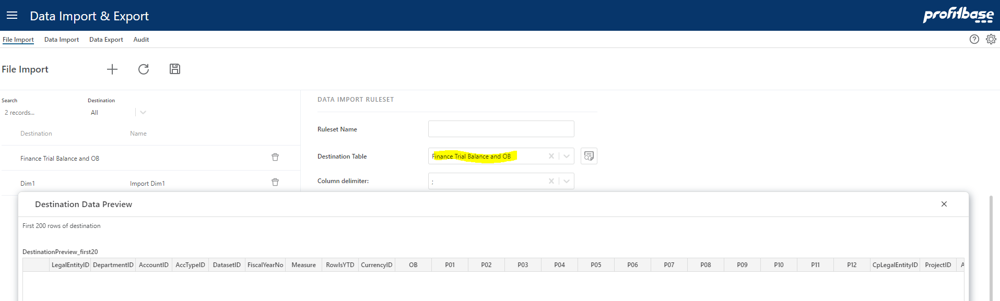 Data Import & Export
profitbase
File Import Data Import Data Export Audit
File Import
Search Destination
2 records... All
Destination Name
Finance Trial Balance and OB
Dim1 Import Dim1
DATA IMPORT RULESET
Ruleset Name
Destination Table Finance Trial Balance and OB
Column delimiter: ;
Destination Data Preview
First 200 rows of destination
DestinationPreview_first20
LegalEntityID DepartmentID AccountID AccTypeID DatasetID FiscalYearNo Measure RowIsYTD CurrencyID OB P01 P02 P03 P04 P05 P06 P07 P08 P09 P10 P11 P12 CpLegalEntityID ProjectID